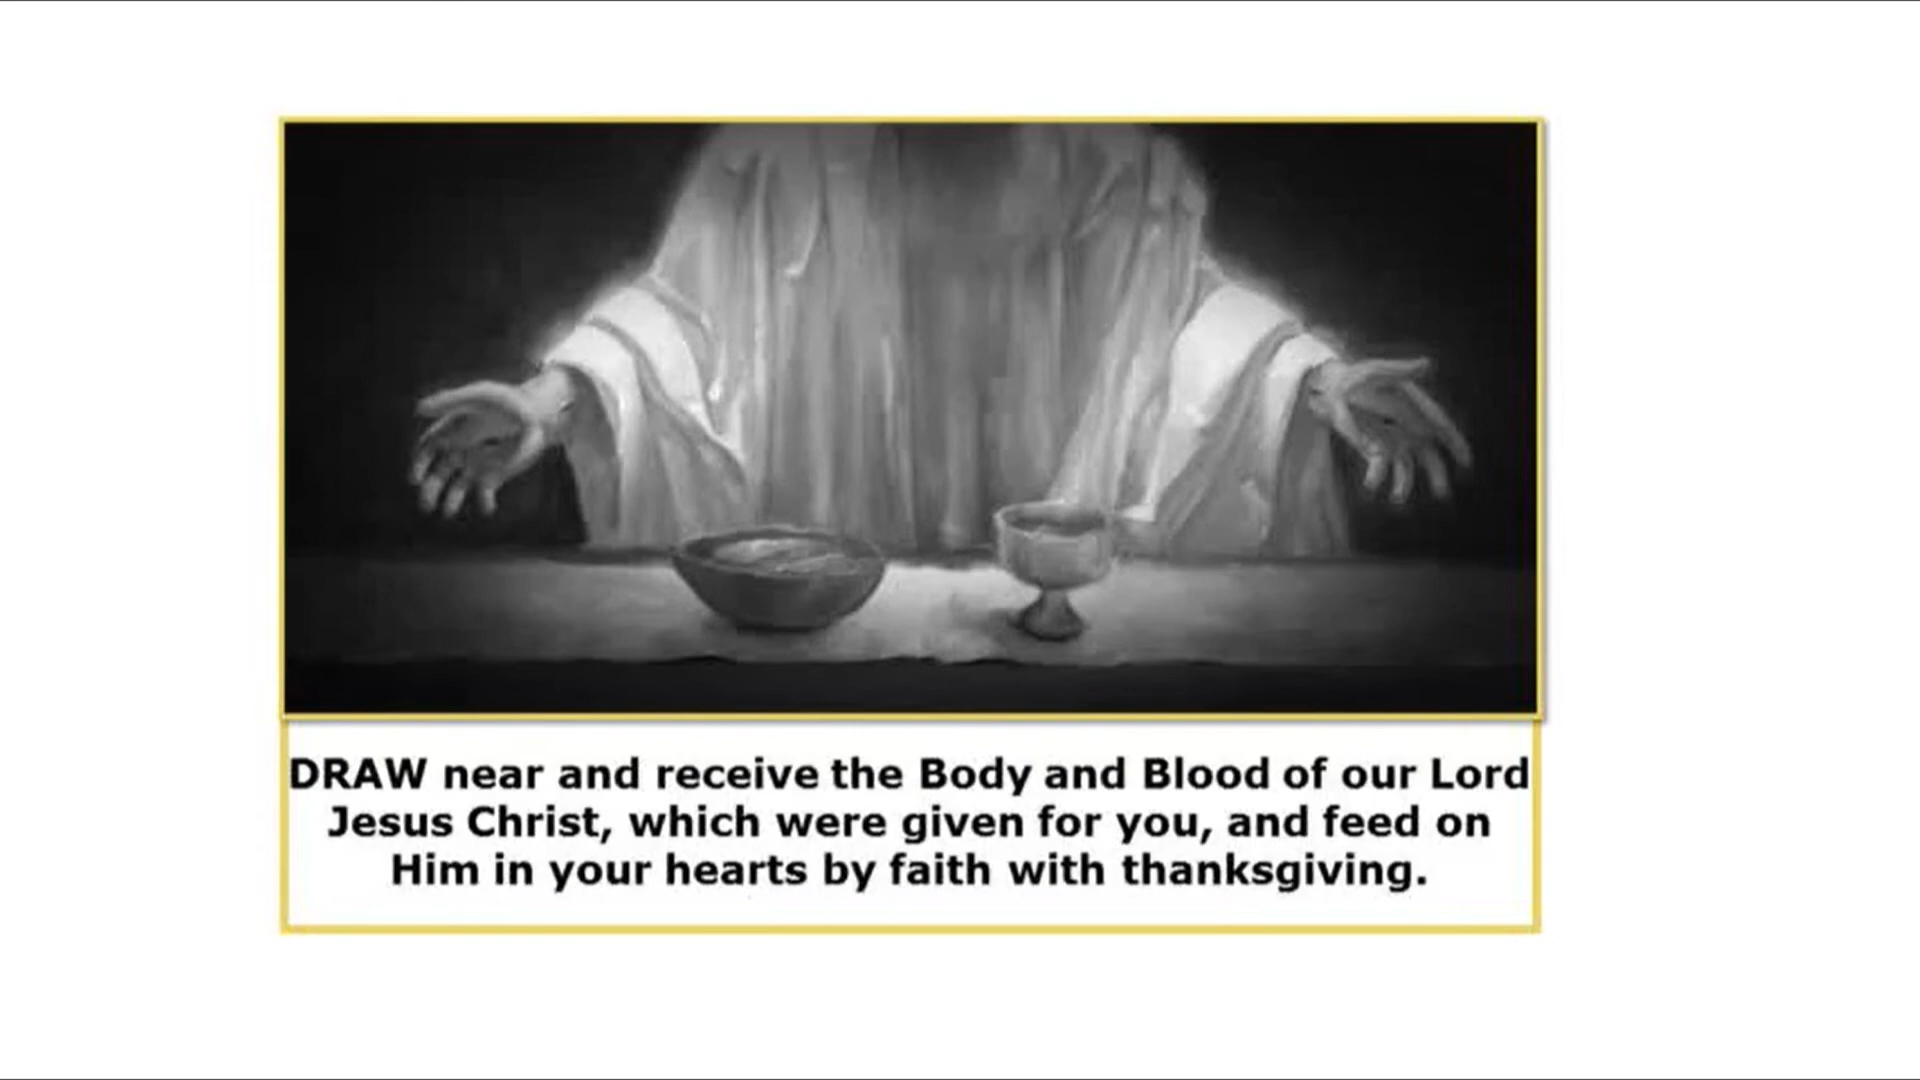 DRAW near and receive the Body and Blood of our Lord
Jesus Christ, which were given for you, and feed on
Him in your hearts by faith with thanksgiving.